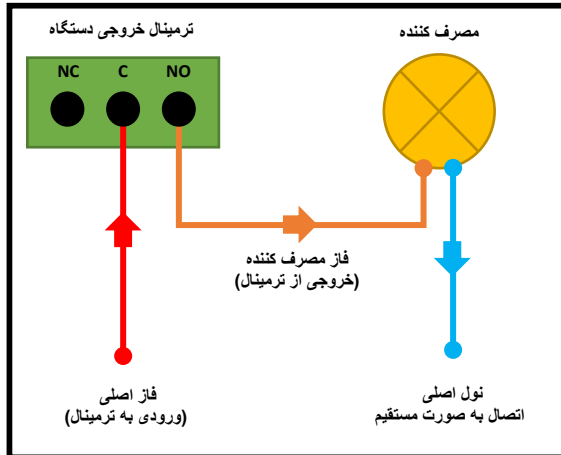 ترمینال خروجی دستگاه
مصرف کننده
NC C NO
فاز مصرف کننده
(خروجی از ترمینال)
فاز اصلی
(ورودی به ترمینال)
نول اصلی
اتصال به صورت مستقیم